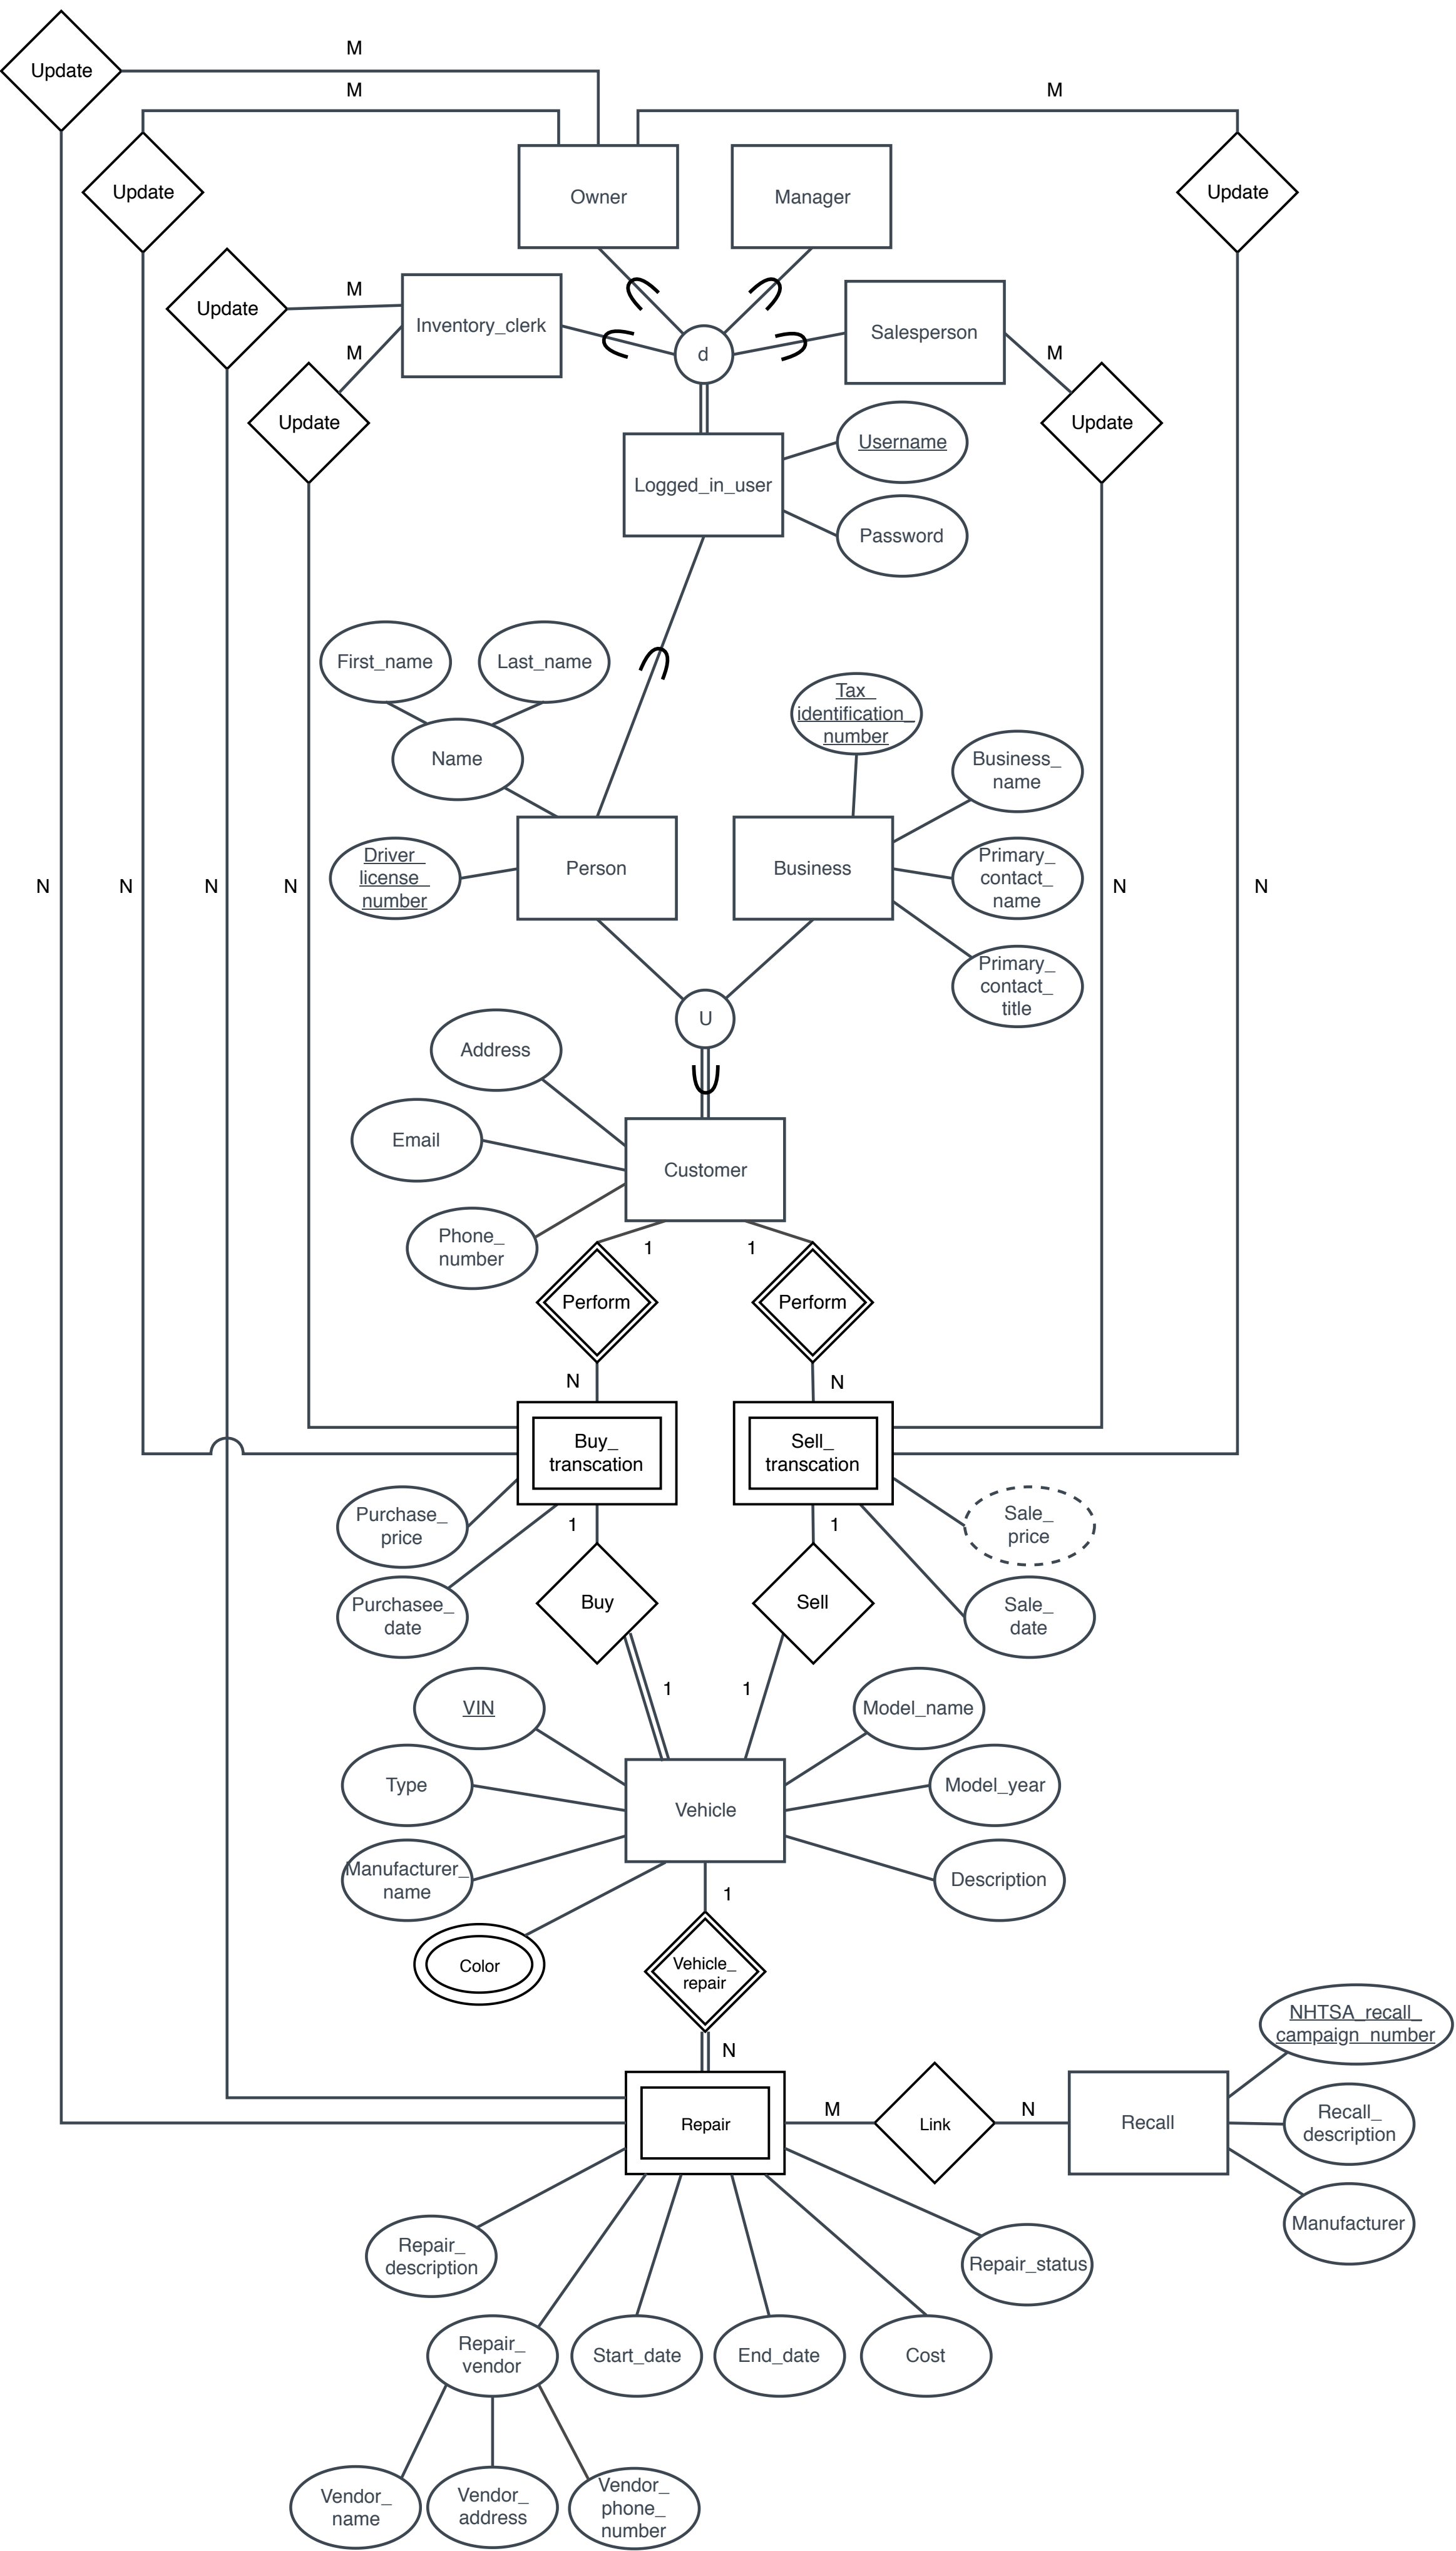 M
Update
M
M
Update
Update
Owner
Manager
M
Update
Inventory_clerk
Salesperson
d
M
M
Update
Update
Username
Logged_in_user
Password
First_name
Last_name
Tax_
identification_
number
Name
Business_
name
Driver_
license_
number
Person
Business
Primary_
contact_
name
N
N
N
N
N
N
Primary_
contact_
title
U
Address
Email
Customer
Phone_
number
1
1
Perform
Perform
N
N
Buy_
transcation
Sell_
transcation
Purchase_
price
1
1
Sale_
price
Purchasee_
date
Buy
Sell
Sale_
date
1
1
VIN
Model_name
Type
Model_year
Vehicle
Manufacturer_
name
Description
1
Color
Vehicle_
repair
NHTSA_recall_
campaign_number
N
M
N
Repair
Link
Recall
Recall_
description
Manufacturer
Repair_
description
Repair_status
Repair_
vendor
Start_date
End_date
Cost
Vendor_
name
Vendor_
address
Vendor_
phone_
number